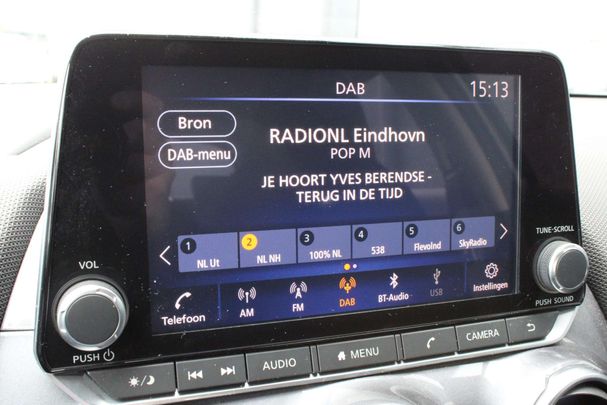 DAB
15:13
Bron
DAB-menu
RADIONL Eindhovn
POP M
JE HOORT YVES BERENDSE -
TERUG IN DE TIJD
1 2 3 4 5 6
NL Ut NL NH 100% NL 538 Flevolnd SkyRadio
Telefoon AM FM DAB BT-Audio USB Instellingen
VOL
PUSH
TUNE·SCROLL
PUSH SOUND
AUDIO MENU CAMERA